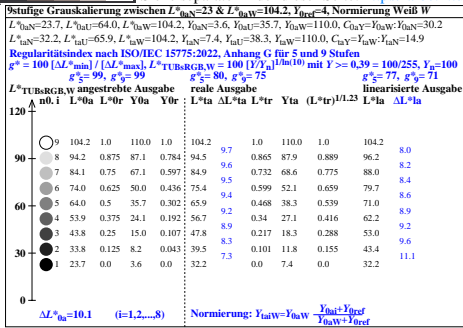 9stufige Grauskalierung zwischen L*0aN=23 & L*0aW=104.2, Y0ref=4, Normierung Weiß W
L*0aN=23.7, L*0aU=64.0, L*0aW=104.2, Y0aN=3.6, Y0aU=35.7, Y0aW=110.0, C0aY=Y0aW:Y0aN=30.2
L*taN=32.2, L*taU=65.9, L*taW=104.2, YtaN=7.4, YtaU=38.3, YtaW=110.0, CtaY=YtaW:YtaN=14.9
Regularitätsindex nach ISO/IEC 15775:2022, Anhang G für 5 und 9 Stufen
g* = 100 [ΔL*min] / [ΔL*max], L*TUBsRGB,W = 100 [Y/Yn]1/ln(10) mit Y >= 0,39 = 100/255, Yn=100
g*5= 99, g*9= 99 g*5= 80, g*9= 75 g*5= 77, g*9= 71
L*TUBsRGB,W angestrebte Ausgabe reale Ausgabe linearisierte Ausgabe
n0. i L*0a L*0r Y0a Y0r L*ta ΔL*ta L*tr Yta (L*tr)1/1.23 L*la ΔL*la
120
9 104.2 1.0 110.0 1.0 104.2 1.0 110.0 1.0 104.2
9.7 8.0
90 8 94.2 0.875 87.1 0.784 94.5 0.865 87.9 0.889 96.2
9.6 8.2
7 84.1 0.75 67.1 0.597 84.9 0.732 68.6 0.775 88.0
9.5 8.4
6 74.0 0.625 50.0 0.436 75.4 0.599 52.1 0.659 79.7
9.4 8.6
60 5 64.0 0.5 35.7 0.302 65.9 0.468 38.3 0.539 71.0
9.2 8.9
4 53.9 0.375 24.1 0.192 56.7 0.34 27.1 0.416 62.2
8.9 9.2
3 43.8 0.25 15.0 0.107 47.8 0.217 18.3 0.288 53.0
8.3 9.6
30 2 33.8 0.125 8.2 0.043 39.5 0.101 11.8 0.155 43.4
7.3 11.1
1 23.7 0.0 3.6 0.0 32.2 0.0 7.4 0.0 32.2
0
ΔL*0a=10.1 (i=1,2,...,8) Normierung: YtaiW=Y0aW Y0ai+Y0ref
Y0aW+Y0ref